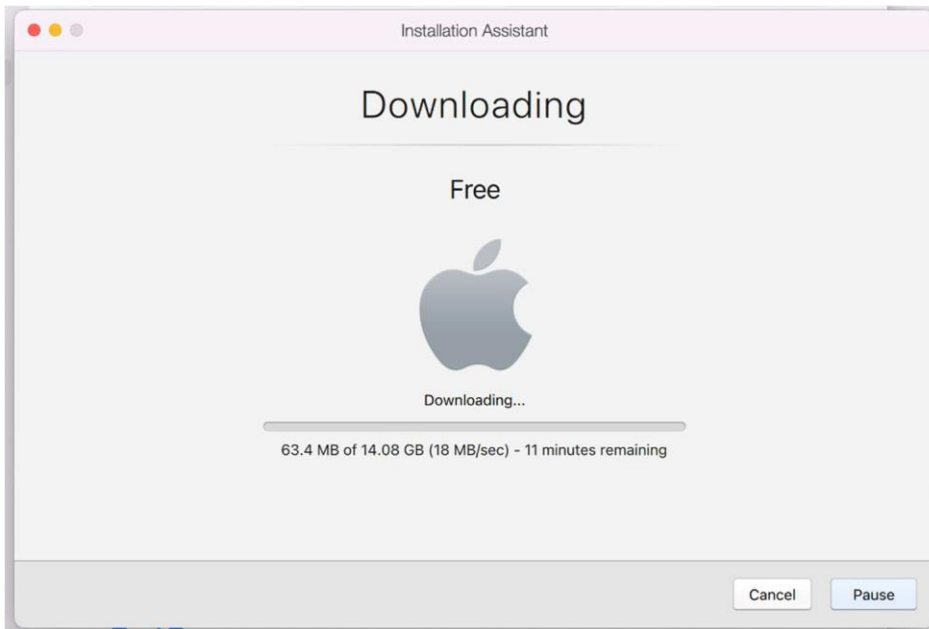 Installation Assistant
Downloading
Free
Downloading...
63.4 MB of 14.08 GB (18 MB/sec) - 11 minutes remaining
Cancel Pause